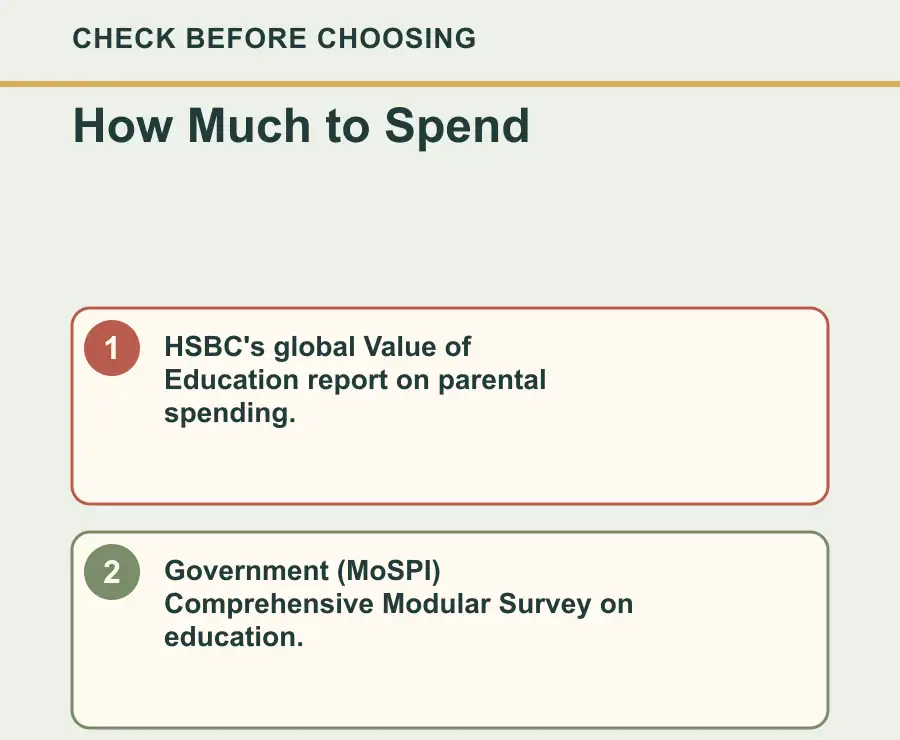 CHECK BEFORE CHOOSING
How Much to Spend
1
HSBC's global Value of
Education report on parental
spending.
2
Government (MoSPI)
Comprehensive Modular Survey on
education.